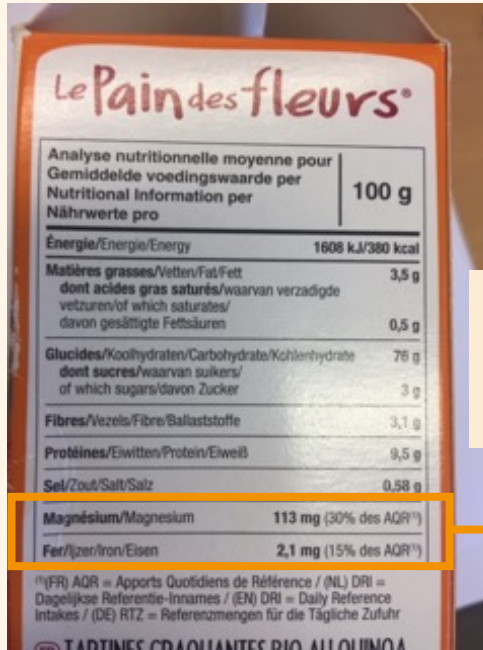 Le Pain des fleurs®
Analyse nutritionnelle moyenne pour
Gemiddelde voedingswaarde per
Nutritional Information per
Nährwerte pro
100 g
Énergie/Energie/Energy 1608 kJ/380 kcal
Matières grasses/Vetten/Fat/Fett 3,5 g
dont acides gras saturés/waarvan verzadigde
vetzuren/of which saturates/
davon gesättigte Fettsäuren 0,5 g
Glucides/Koolhydraten/Carbohydrate/Kohlenhydrate 76 g
dont sucres/waarvan suikers/
of which sugars/davon Zucker 3 g
Fibres/Vezels/Fibre/Ballaststoffe 3,1 g
Protéines/Eiwitten/Protein/Eiweiß 9,5 g
Sel/Zout/Salt/Salz 0,58 g
Magnésium/Magnesium 113 mg (30% des AQR⁽¹⁾)
Fer/Ijzer/Iron/Eisen 2,1 mg (15% des AQR⁽¹⁾)
⁽¹⁾(FR) AQR = Apports Quotidiens de Référence / (NL) DRI =
Dagelijkse Referentie-Innames / (EN) DRI = Daily Reference
Intakes / (DE) RTZ = Referenzmengen für die Tägliche Zufuhr
TARTINES CRAQUANTES BIO AU QUINOA